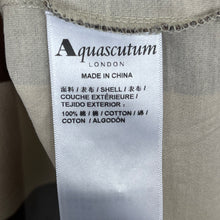 Aquascutum
LONDON
MADE IN CHINA
面料 / 表布 / SHELL / 表布 /
COUCHE EXTÉRIEURE /
TEJIDO EXTERIOR :
100% 棉 / 棉 / COTTON / 綿 /
COTON / ALGODÓN